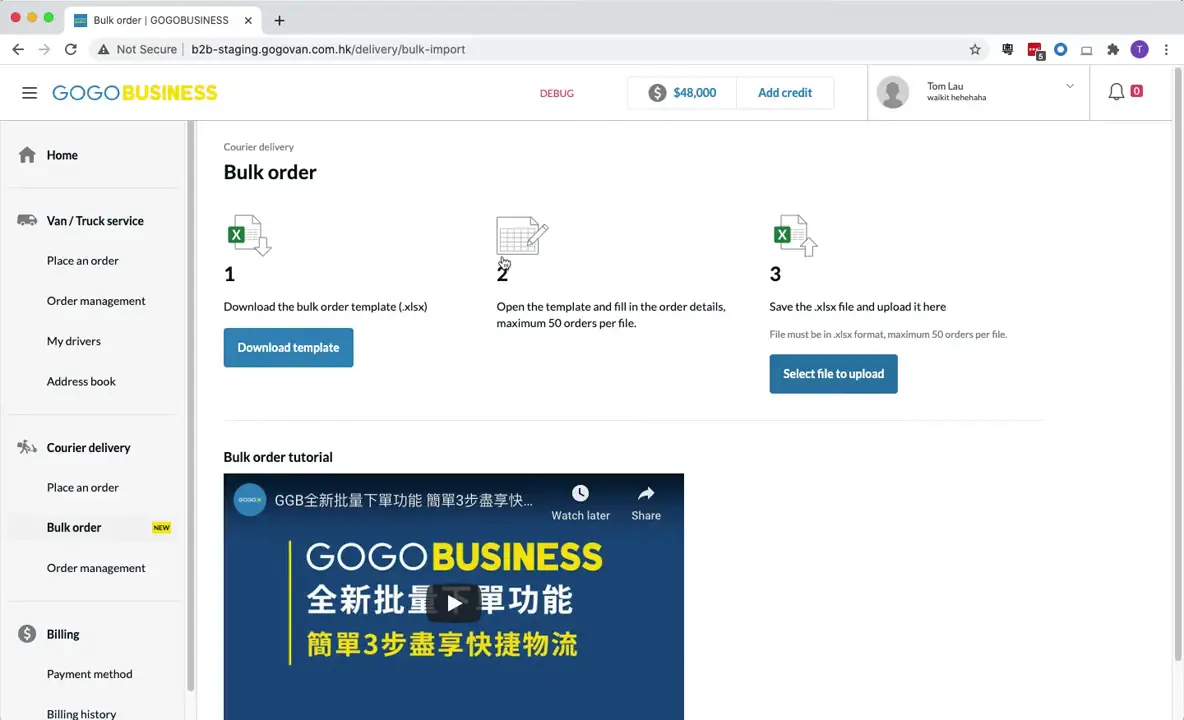 Bulk order | GOGOBUSINESS
Not Secure
b2b-staging.gogovan.com.hk/delivery/bulk-import
5
T
GOGOBUSINESS
DEBUG
$
$48,000
Add credit
Tom Lau
waikit hehehaha
0
Home
Van / Truck service
Place an order
Order management
My drivers
Address book
Courier delivery
Place an order
Bulk order
NEW
Order management
$
Billing
Payment method
Billing history
Courier delivery
Bulk order
X
1
Download the bulk order template (.xlsx)
Download template
2
Open the template and fill in the order details,
maximum 50 orders per file.
X
3
Save the .xlsx file and upload it here
File must be in .xlsx format, maximum 50 orders per file.
Select file to upload
Bulk order tutorial
GGB全新批量下單功能 簡單3步盡享快...
Watch later
Share
GOGOBUSINESS
全新批量下單功能
簡單3步盡享快捷物流